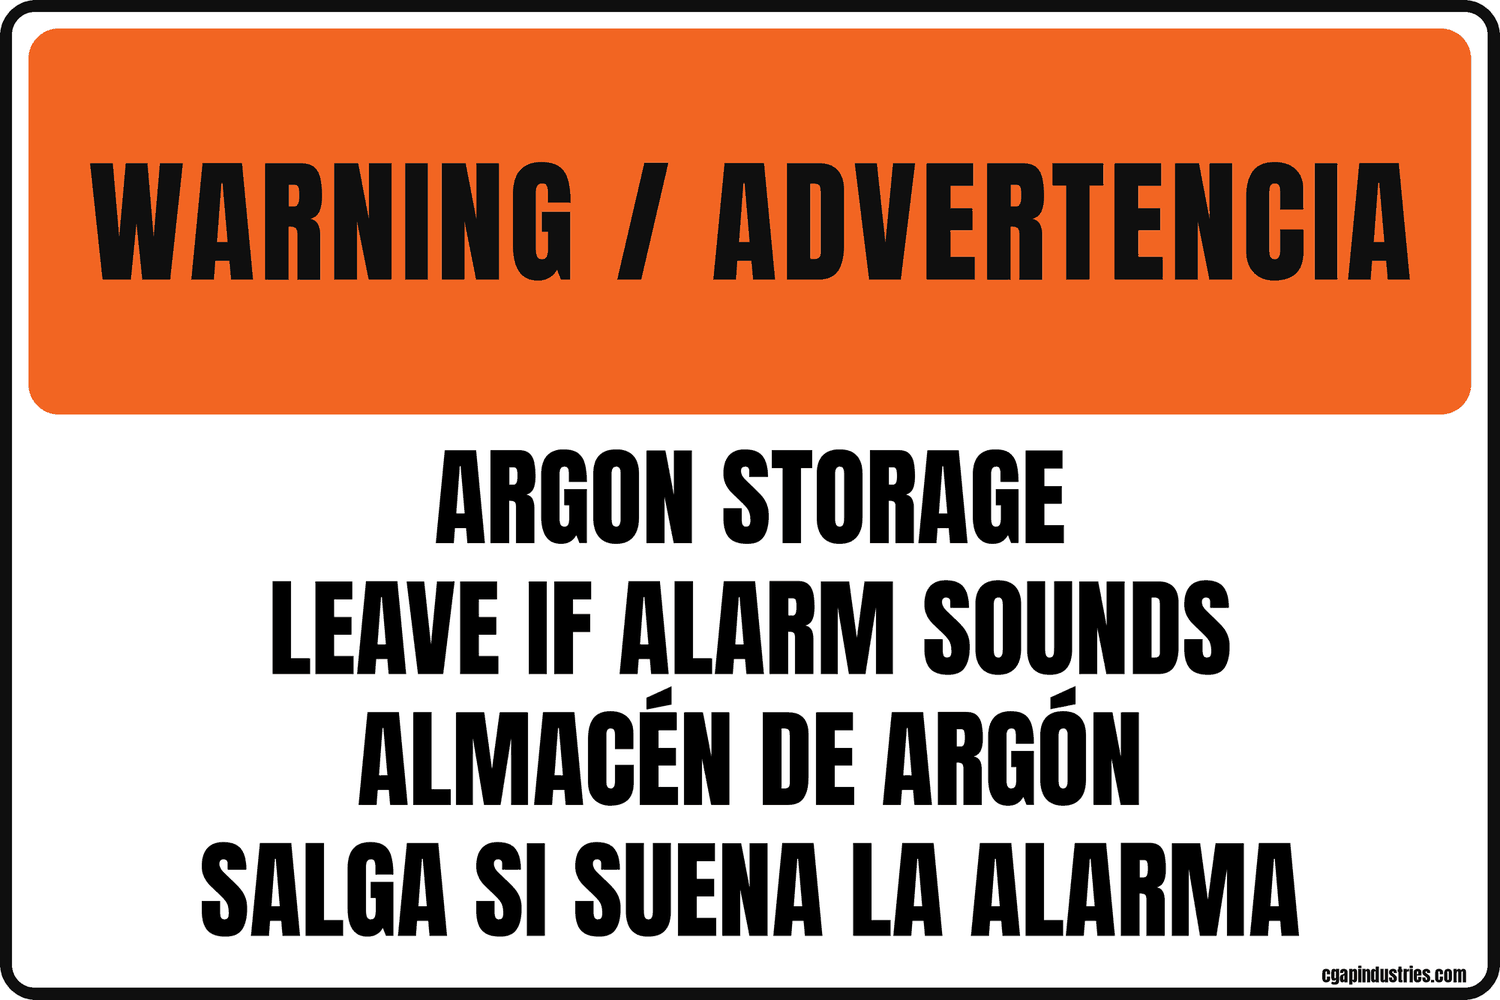 WARNING / ADVERTENCIA
ARGON STORAGE
LEAVE IF ALARM SOUNDS
ALMACÉN DE ARGÓN
SALGA SI SUENA LA ALARMA
cgapindustries.com